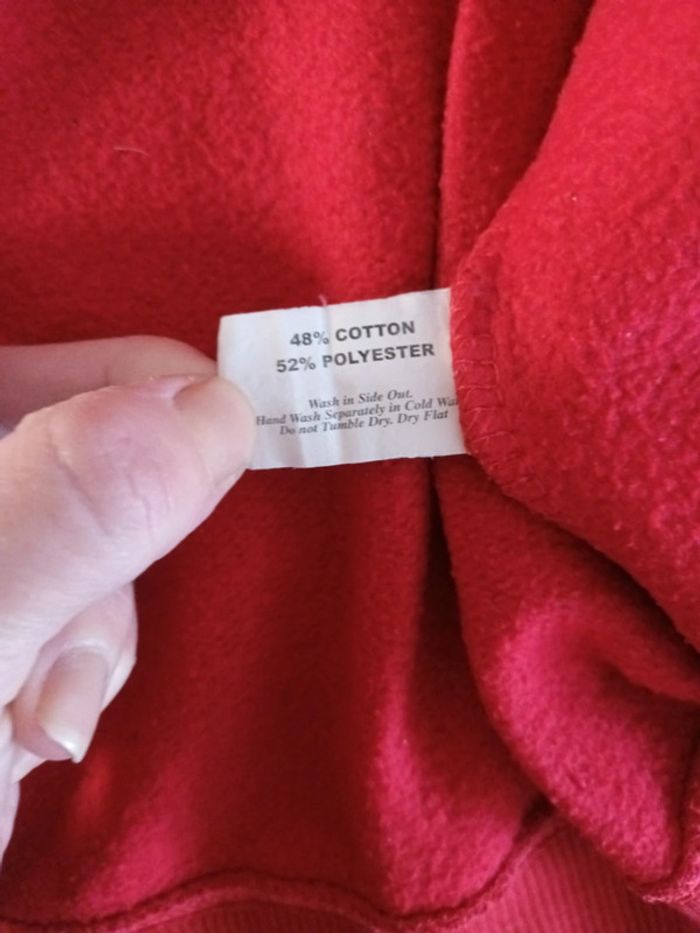 48% COTTON
52% POLYESTER
Wash in Side Out.
Hand Wash Separately in Cold
Do not Tumble Dry. Dry Flat